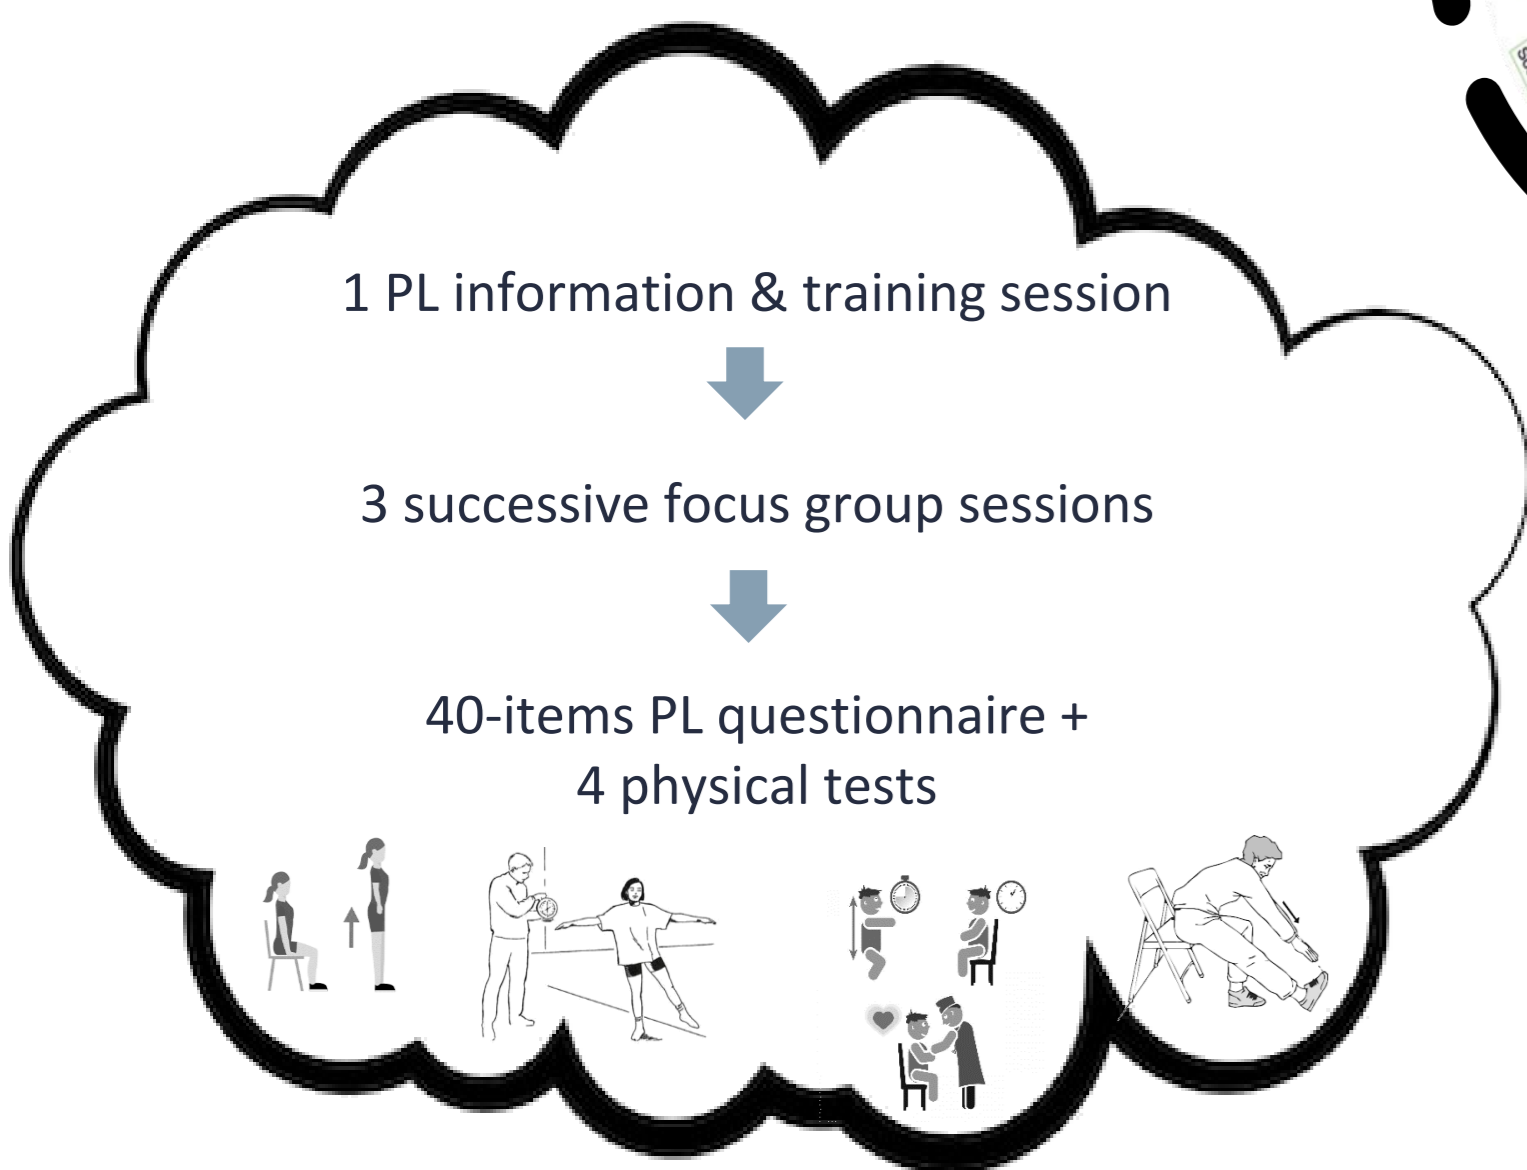 1 PL information & training session
3 successive focus group sessions
40-items PL questionnaire +
4 physical tests